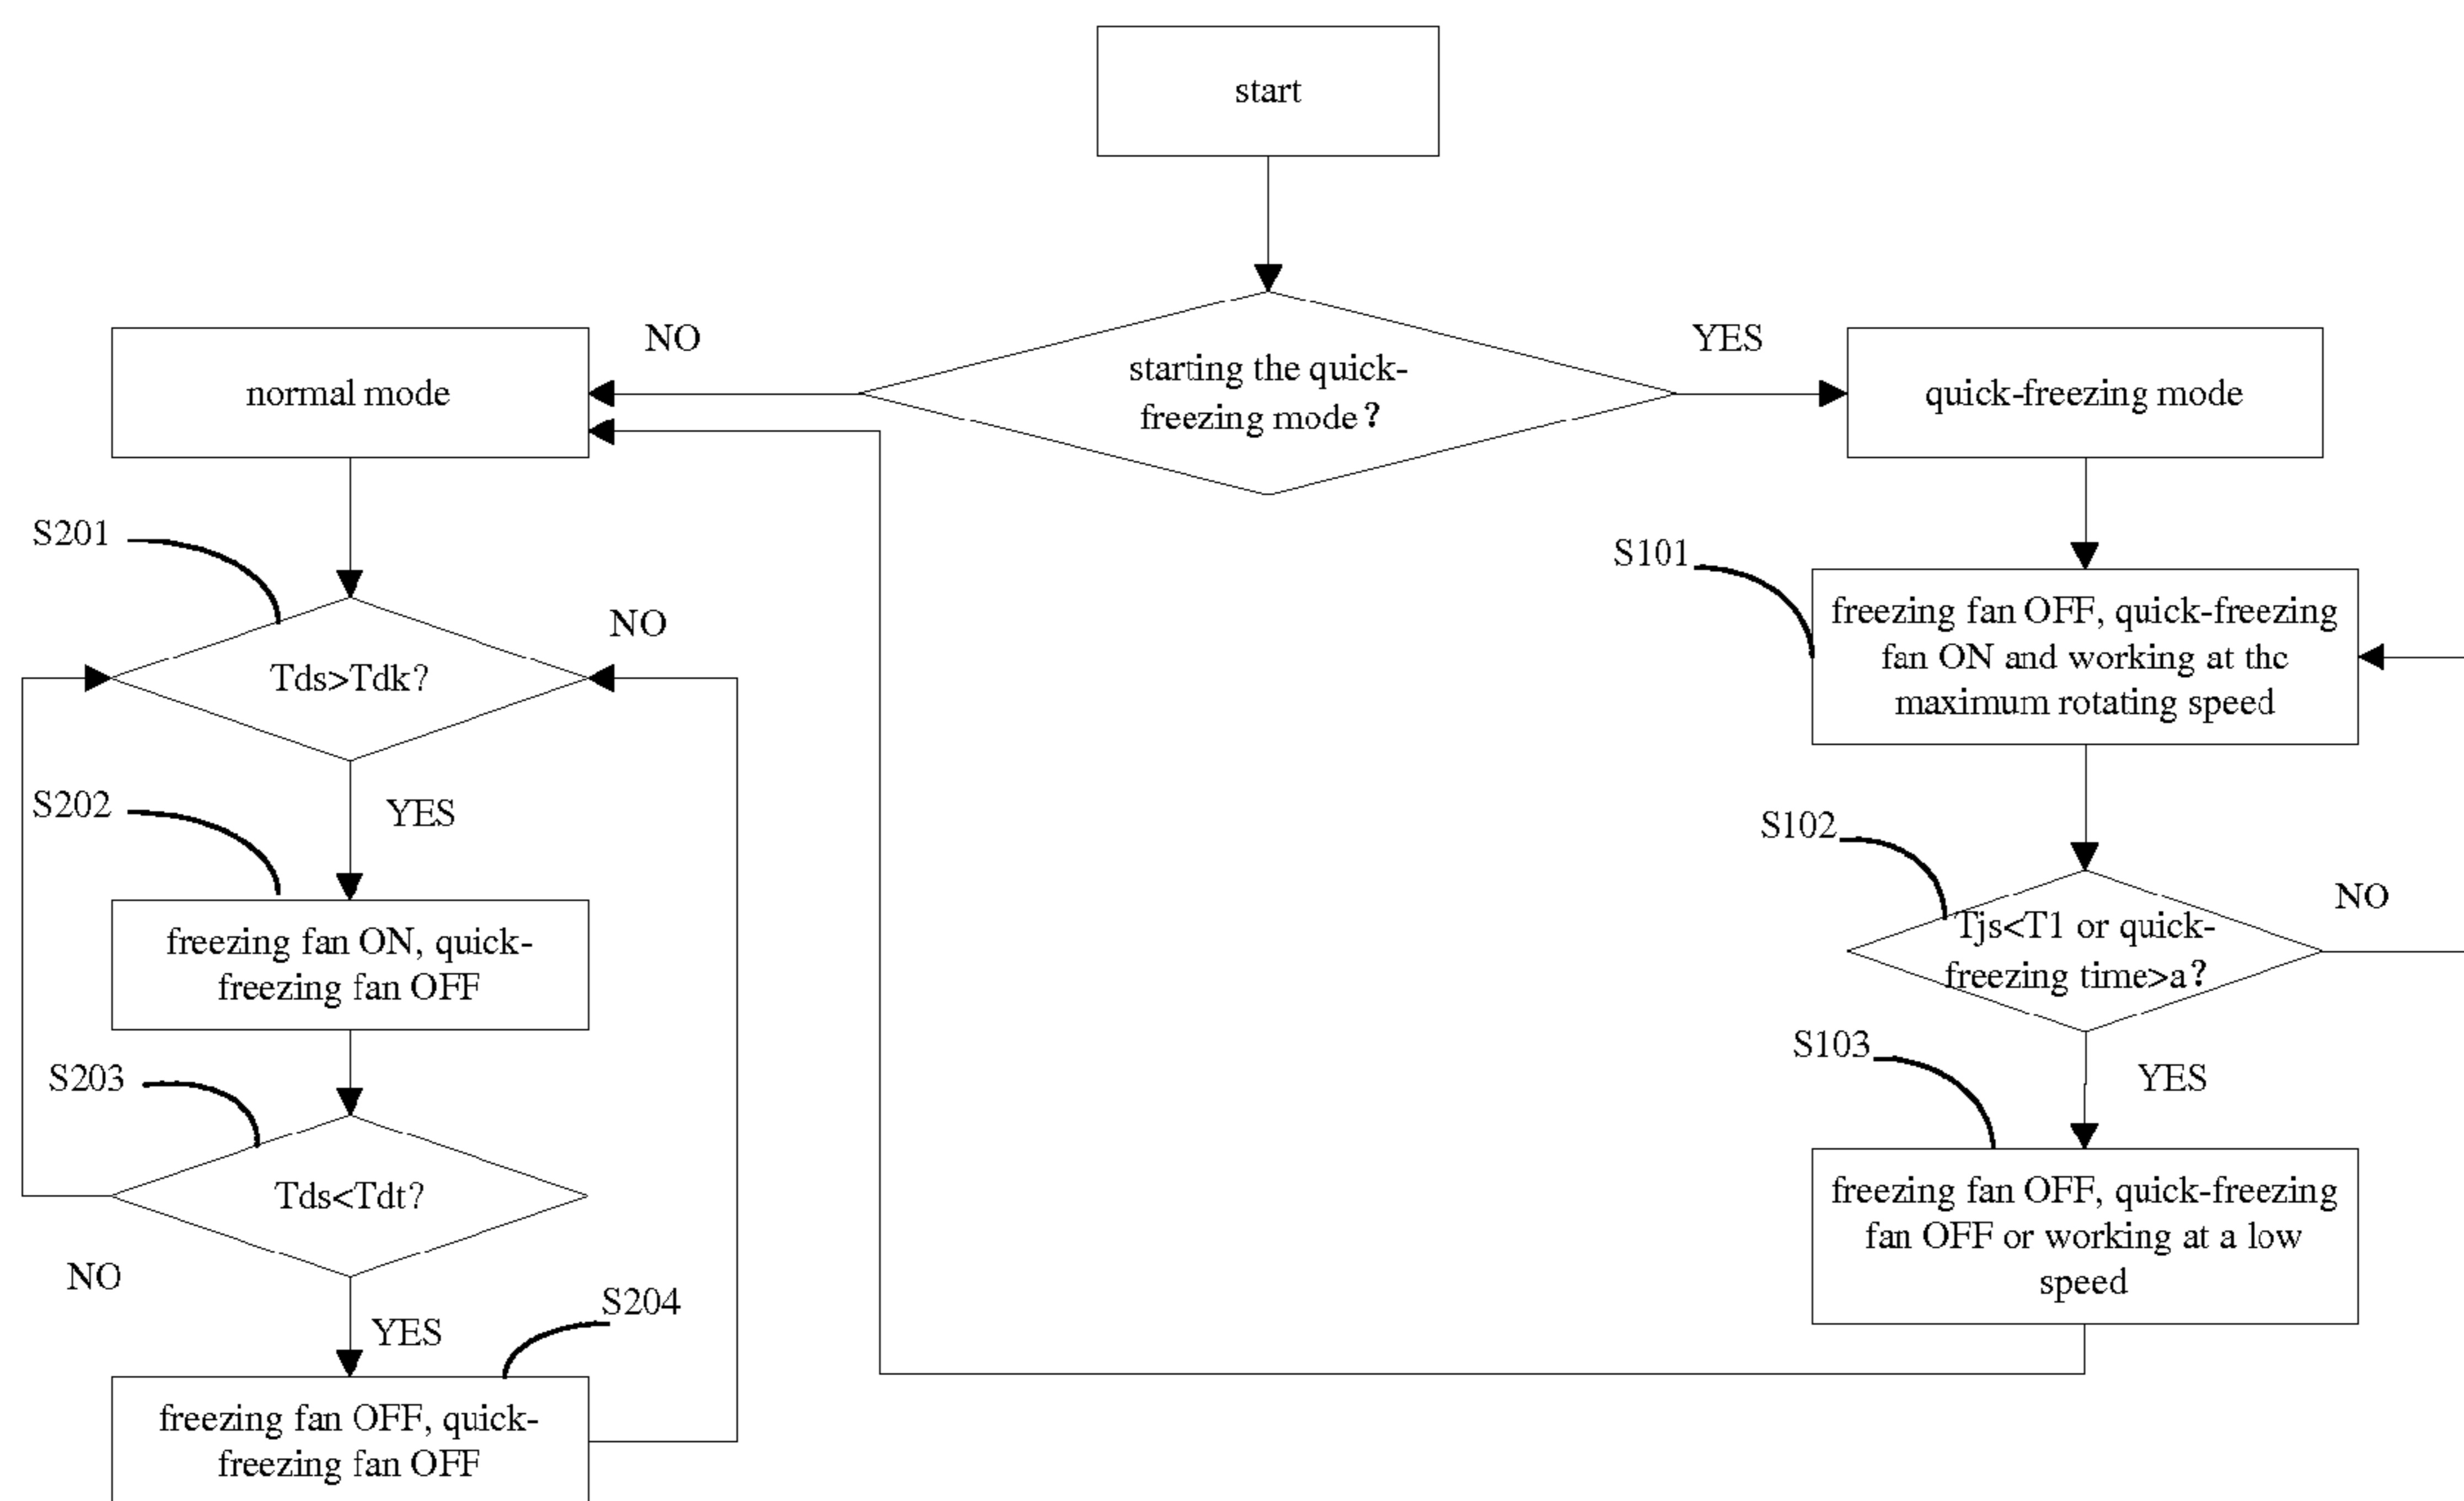 start
NO
YES
normal mode
starting the quick-
freezing mode?
quick-freezing mode
S201
S101
NO
Tds>Tdk?
freezing fan OFF, quick-freezing
fan ON and working at the
maximum rotating speed
S202
YES
S102
NO
freezing fan ON, quick-
freezing fan OFF
Tjs<T1 or quick-
freezing time>a?
S203
S103
YES
Tds<Tdt?
freezing fan OFF, quick-freezing
fan OFF or working at a low
speed
NO
YES
S204
freezing fan OFF, quick-
freezing fan OFF